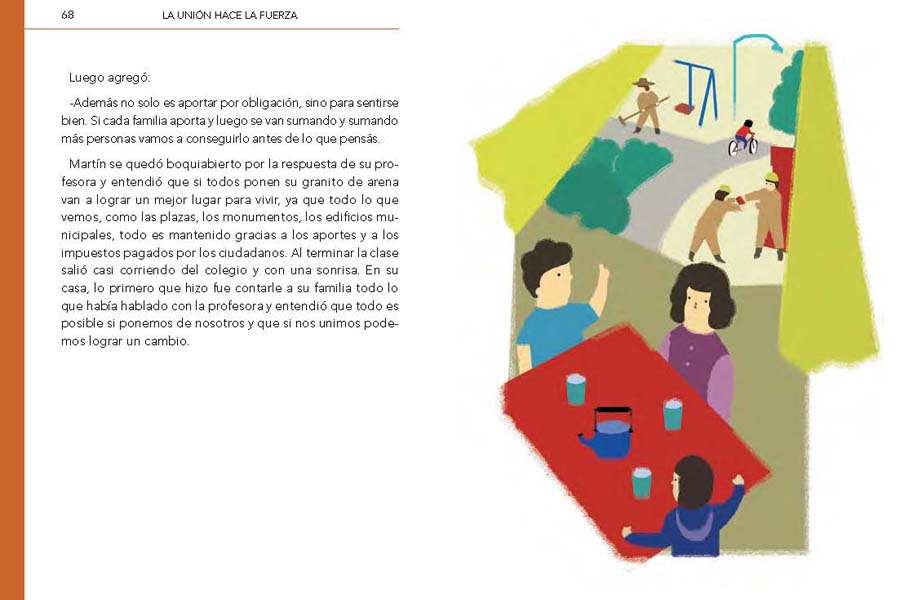 68
LA UNIÓN HACE LA FUERZA
Luego agregó:
-Además no solo es aportar por obligación, sino para sentirse
bien. Si cada familia aporta y luego se van sumando y sumando
más personas vamos a conseguirlo antes de lo que pensás.
Martín se quedó boquiabierto por la respuesta de su pro-
fesora y entendió que si todos ponen su granito de arena
van a lograr un mejor lugar para vivir, ya que todo lo que
vemos, como las plazas, los monumentos, los edificios mu-
nicipales, todo es mantenido gracias a los aportes y a los
impuestos pagados por los ciudadanos. Al terminar la clase
salió casi corriendo del colegio y con una sonrisa. En su
casa, lo primero que hizo fue contarle a su familia todo lo
que había hablado con la profesora y entendió que todo es
posible si ponemos de nosotros y que si nos unimos pode-
mos lograr un cambio.